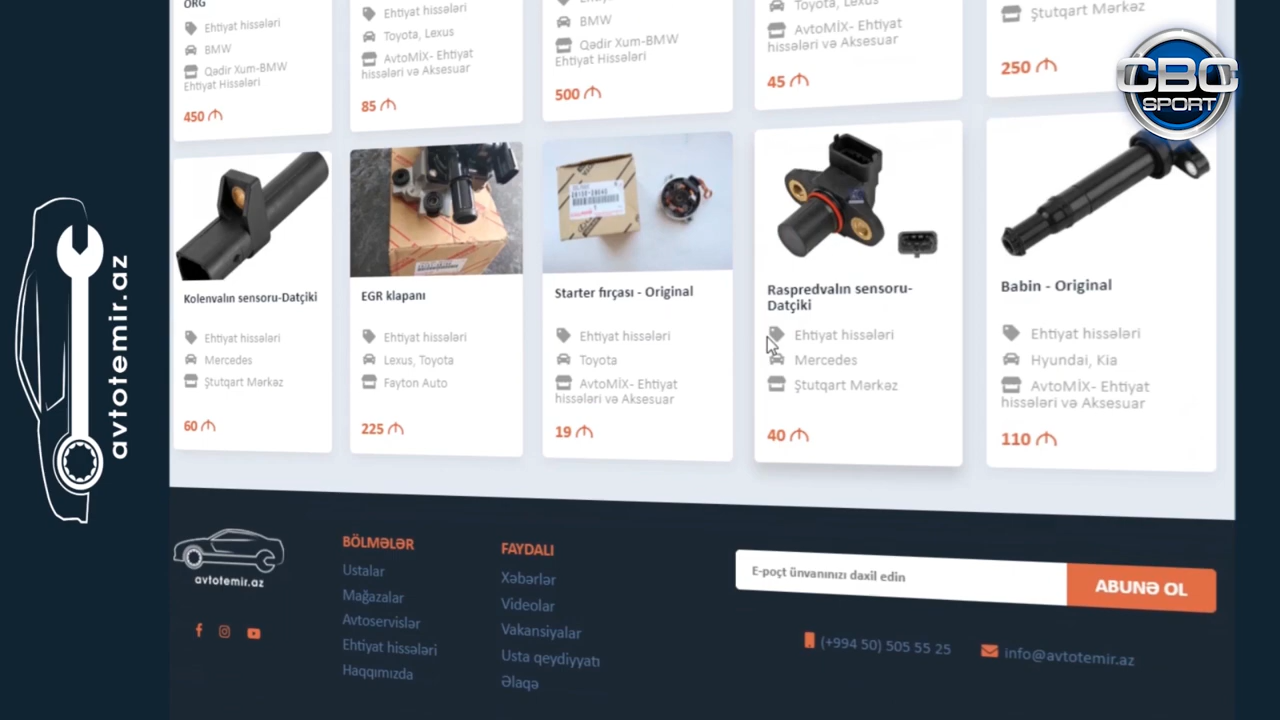 ORG
Ehtiyat hissələri
BMW
Qədir Xum-BMW
Ehtiyat Hissələri
450
Ehtiyat hissələri
Toyota, Lexus
AvtoMİX- Ehtiyat
hissələri və Aksesuar
85
BMW
Qədir Xum-BMW
Ehtiyat Hissələri
500
Toyota, Lexus
AvtoMİX- Ehtiyat
hissələri və Aksesuar
45
Ştutqart Mərkəz
250
CBC
SPORT
Kolenvalın sensoru-Datçiki
Ehtiyat hissələri
Mercedes
Ştutqart Mərkəz
60
EGR klapanı
Ehtiyat hissələri
Lexus, Toyota
Fayton Auto
225
Starter fırçası - Original
Ehtiyat hissələri
Toyota
AvtoMİX- Ehtiyat
hissələri və Aksesuar
19
Raspredvalın sensoru-
Datçiki
Ehtiyat hissələri
Mercedes
Ştutqart Mərkəz
40
Babin - Original
Ehtiyat hissələri
Hyundai, Kia
AvtoMİX- Ehtiyat
hissələri və Aksesuar
110
avtotemir.az
avtotemir.az
BÖLMƏLƏR
Ustalar
Mağazalar
Avtoservislər
Ehtiyat hissələri
Haqqımızda
FAYDALI
Xəbərlər
Videolar
Vakansiyalar
Usta qeydiyyatı
Əlaqə
E-poçt ünvanınızı daxil edin
ABUNƏ OL
(+994 50) 505 55 25
info@avtotemir.az